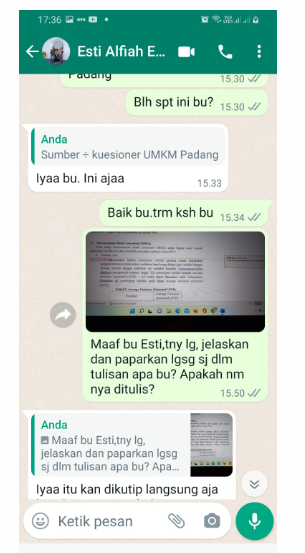 17:36
Esti Alfiah E...
Padang
15.30
Blh spt ini bu? 15.30
Anda
Sumber ÷ kuesioner UMKM Padang
Iyaa bu. Ini ajaa
15.33
Baik bu.trm ksh bu 15.34
Maaf bu Esti,tny lg, jelaskan
dan paparkan lgsg sj dlm
tulisan apa bu? Apakah nm
nya ditulis?
15.50
Anda
Maaf bu Esti,tny lg,
jelaskan dan paparkan lgsg
sj dlm tulisan apa bu? Apa...
Iyaa itu kan dikutip langsung aja
Ketik pesan